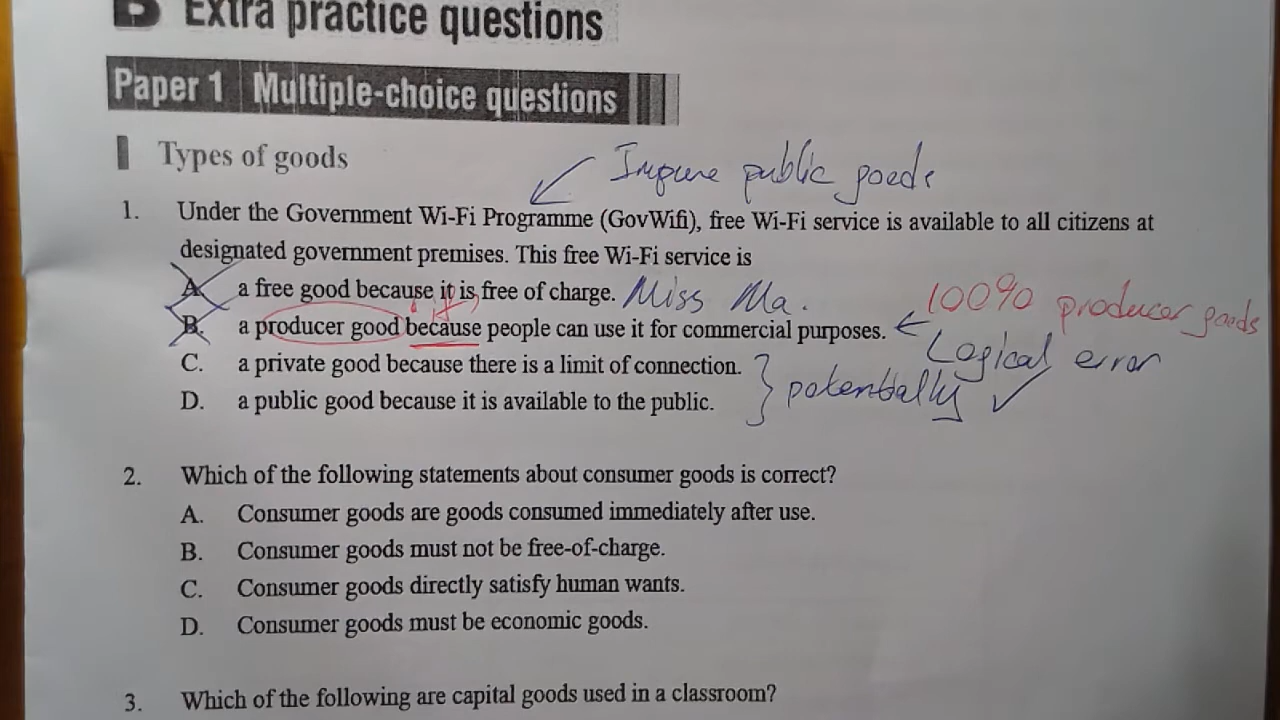 B Extra practice questions
Paper 1 Multiple-choice questions
Types of goods
Impure public goods
1. Under the Government Wi-Fi Programme (GovWifi), free Wi-Fi service is available to all citizens at
designated government premises. This free Wi-Fi service is
A. a free good because it is free of charge. Miss Ma.
100% producer goods
B. a producer good because people can use it for commercial purposes.
Logical error
C. a private good because there is a limit of connection.
potentially ✓
D. a public good because it is available to the public.
2. Which of the following statements about consumer goods is correct?
A. Consumer goods are goods consumed immediately after use.
B. Consumer goods must not be free-of-charge.
C. Consumer goods directly satisfy human wants.
D. Consumer goods must be economic goods.
3. Which of the following are capital goods used in a classroom?